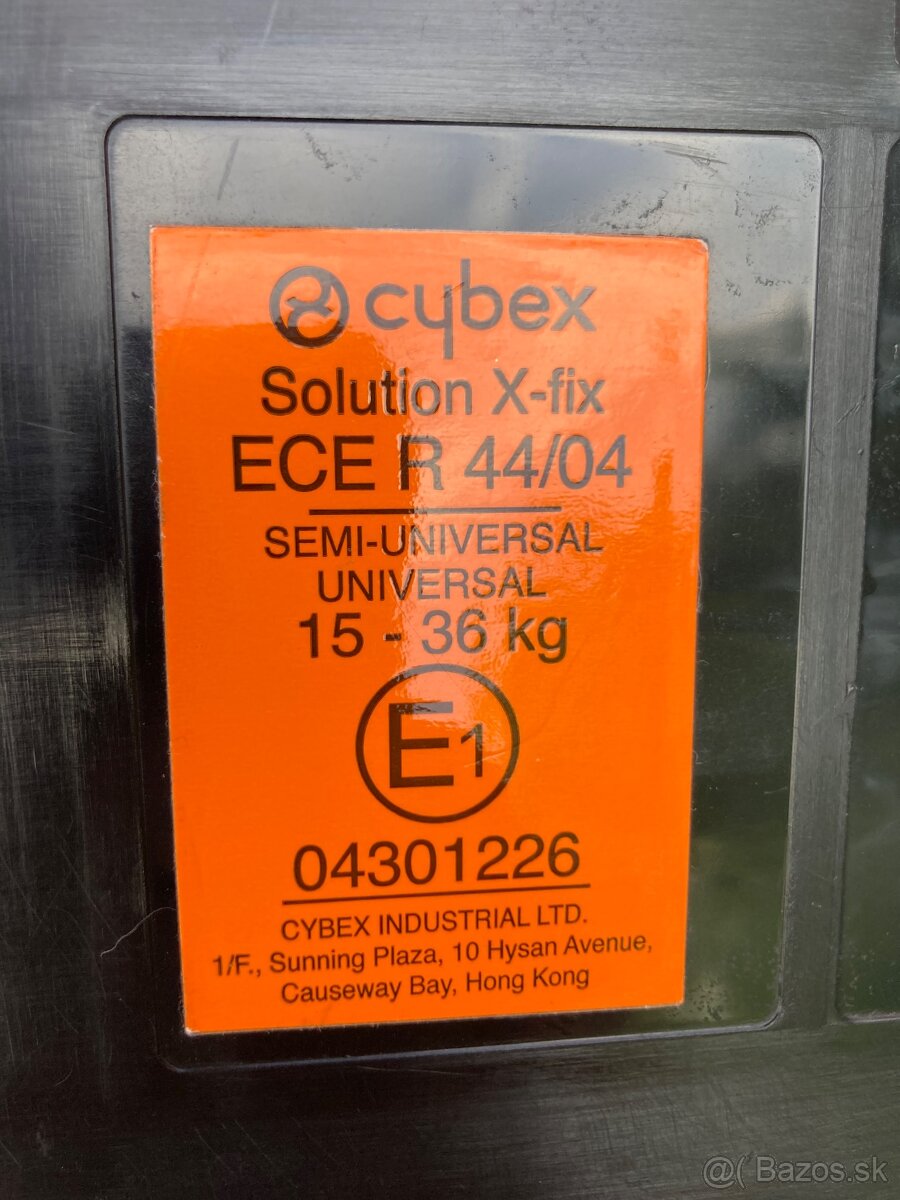 cybex
Solution X-fix
ECE R 44/04
SEMI-UNIVERSAL
UNIVERSAL
15 - 36 kg
E1
04301226
CYBEX INDUSTRIAL LTD.
1/F., Sunning Plaza, 10 Hysan Avenue,
Causeway Bay, Hong Kong
@( Bazos.sk